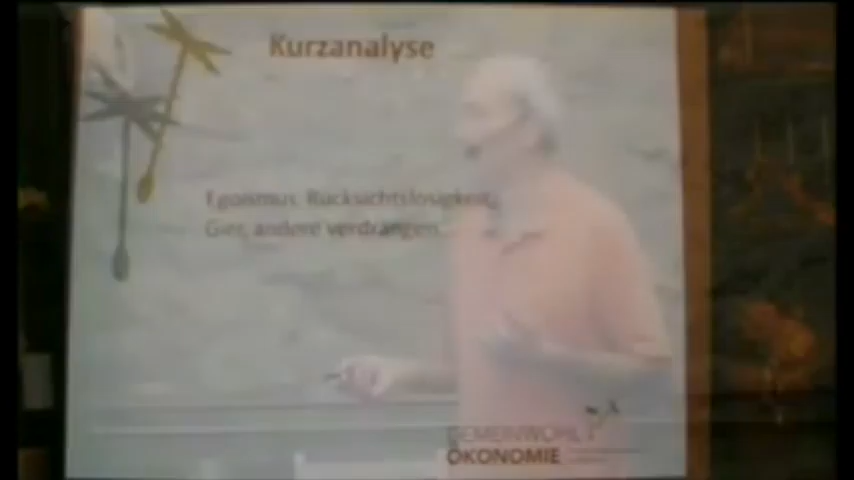 Kurzanalyse
Egoismus, Rücksichtslosigkeit,
Gier, andere verdrängen
GEMEINWOHL
ÖKONOMIE